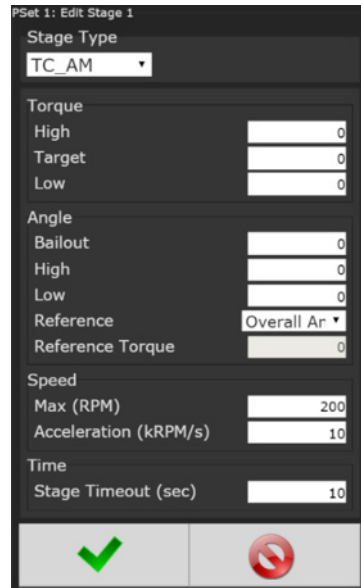 PSet 1: Edit Stage 1
Stage Type
TC_AM
Torque
High 0
Target 0
Low 0
Angle
Bailout 0
High 0
Low 0
Reference Overall Ar
Reference Torque 0
Speed
Max (RPM) 200
Acceleration (kRPM/s) 10
Time
Stage Timeout (sec) 10